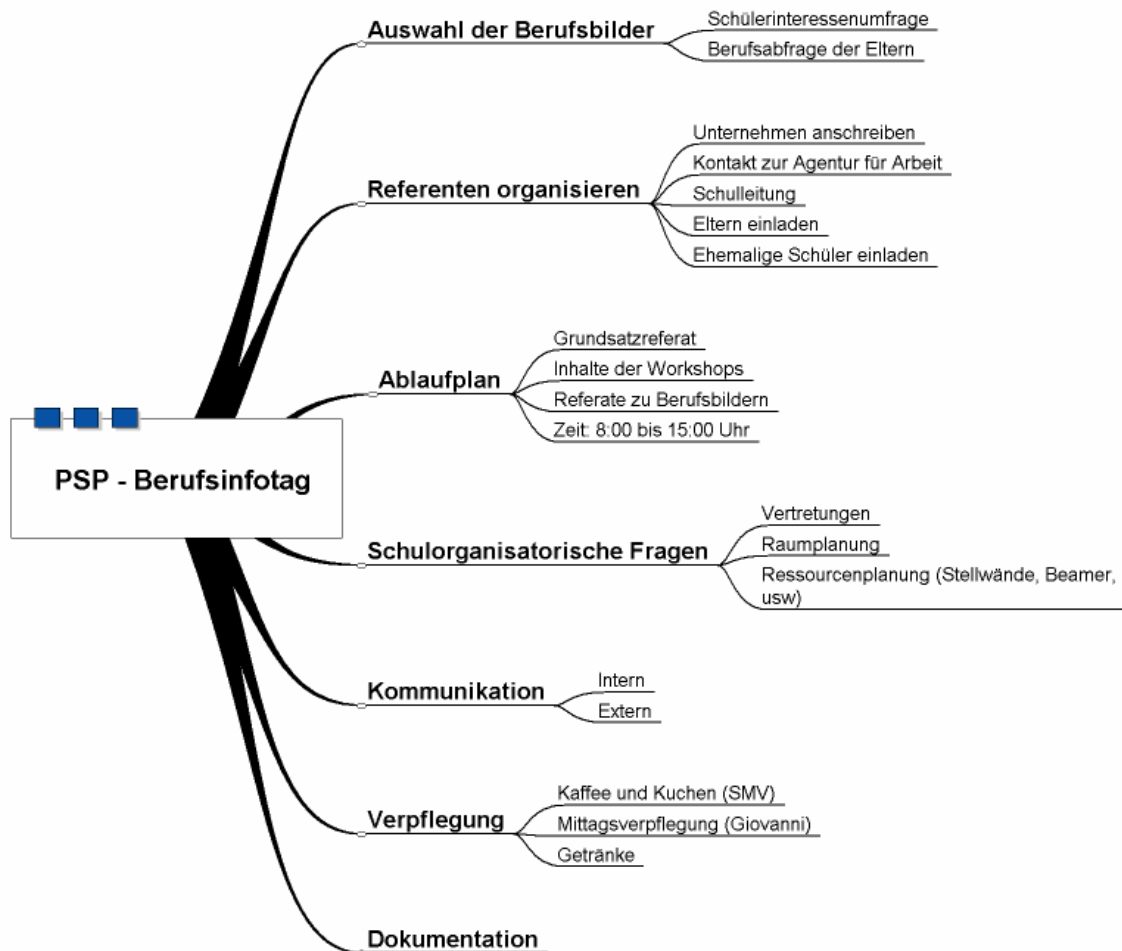 Auswahl der Berufsbilder
Schülerinteressenumfrage
Berufsabfrage der Eltern
Referenten organisieren
Unternehmen anschreiben
Kontakt zur Agentur für Arbeit
Schulleitung
Eltern einladen
Ehemalige Schüler einladen
Ablaufplan
Grundsatzreferat
Inhalte der Workshops
Referate zu Berufsbildern
Zeit: 8:00 bis 15:00 Uhr
PSP - Berufsinfotag
Schulorganisatorische Fragen
Vertretungen
Raumplanung
Ressourcenplanung (Stellwände, Beamer,
usw)
Kommunikation
Intern
Extern
Verpflegung
Kaffee und Kuchen (SMV)
Mittagsverpflegung (Giovanni)
Getränke
Dokumentation